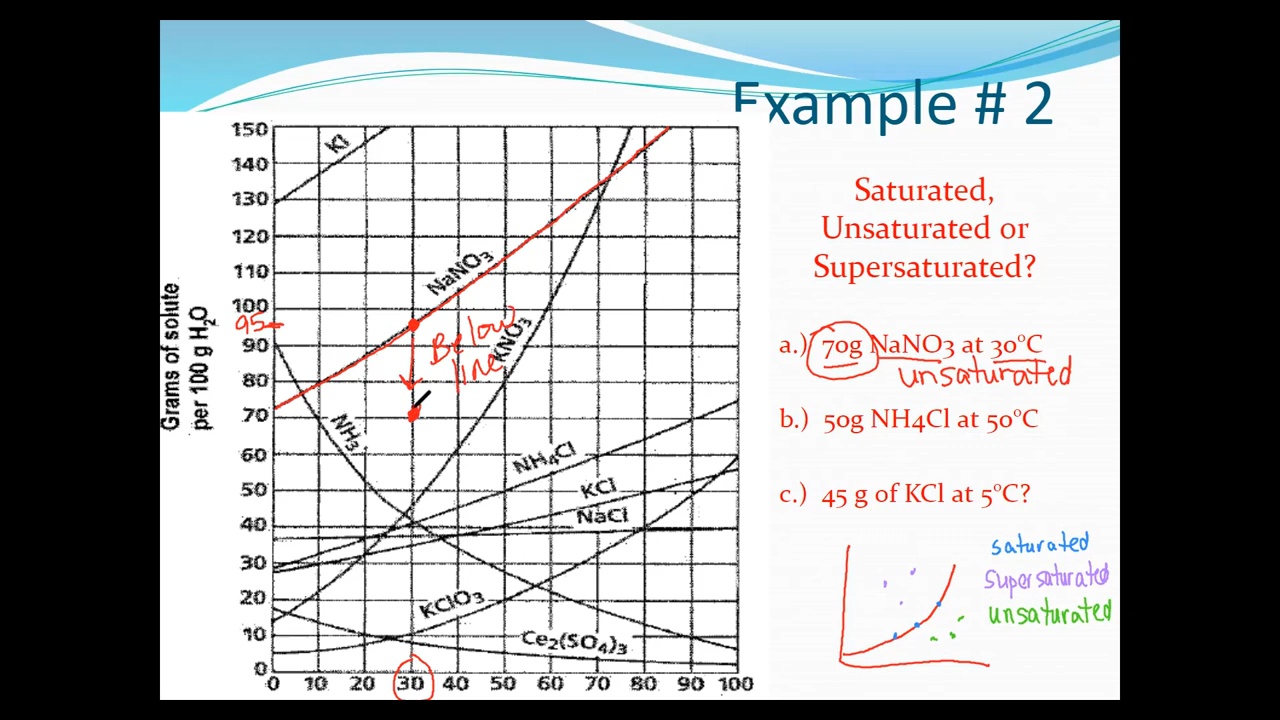 Example # 2
Saturated,
Unsaturated or
Supersaturated?
a.) 70g NaNO3 at 30°C
unsaturated
b.) 50g NH4Cl at 50°C
c.) 45 g of KCl at 5°C?
saturated
supersaturated
unsaturated
Grams of solute
per 100 g H₂O
150
140
130
120
110
100
95
90
80
70
60
50
40
30
20
10
0
KI
NaNO₃
Below
line
KNO₃
NH₃
NH₄Cl
KCl
NaCl
KClO₃
Ce₂(SO₄)₃
0 10 20 30 40 50 60 70 80 90 100